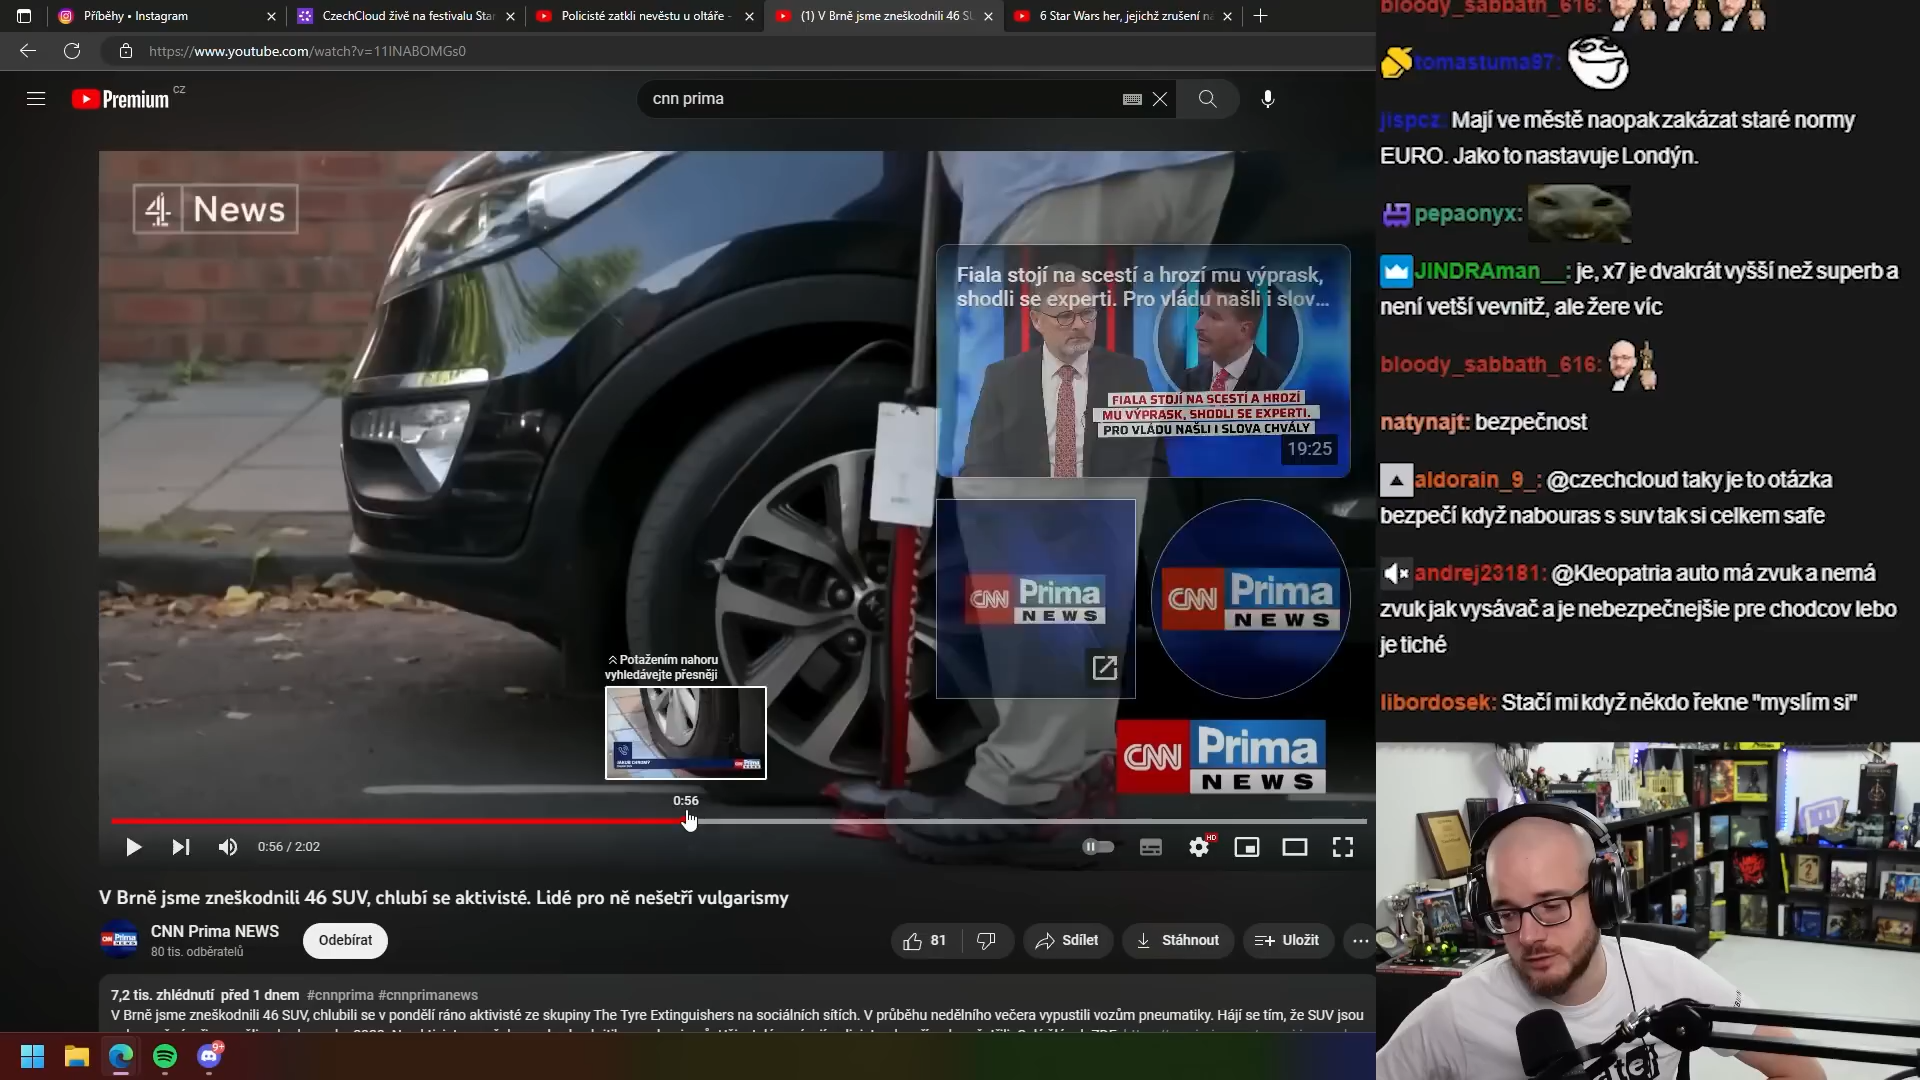 Příběhy • Instagram
CzechCloud živě na festivalu Star
Policisté zatkli nevěstu u oltáře -
(1) V Brně jsme zneškodnili 46 SU
6 Star Wars her, jejichž zrušení n
https://www.youtube.com/watch?v=11INABOMGs0
Premium CZ
cnn prima
4 News
Fiala stojí na scestí a hrozí mu výprask,
shodli se experti. Pro vládu našli i slov...
FIALA STOJÍ NA SCESTÍ A HROZÍ
MU VÝPRASK, SHODLI SE EXPERTI.
PRO VLÁDU NAŠLI I SLOVA CHVÁLY
19:25
CNN Prima
NEWS
CNN Prima
NEWS
Potažením nahoru
vyhledávejte přesněji
CNN Prima
NEWS
0:56
0:56 / 2:02
HD
V Brně jsme zneškodnili 46 SUV, chlubí se aktivisté. Lidé pro ně nešetří vulgarismy
CNN Prima NEWS
80 tis. odběratelů
Odebírat
81
Sdílet
Stáhnout
Uložit
7,2 tis. zhlédnutí před 1 dnem #cnnprima #cnnprimanews
V Brně jsme zneškodnili 46 SUV, chlubili se v pondělí ráno aktivisté ze skupiny The Tyre Extinguishers na sociálních sítích. V průběhu nedělního večera vypustili vozům pneumatiky. Hájí se tím, že SUV jsou
9+
bloody_sabbath_616:
tomastuma97:
jispcz: Mají ve městě naopak zakázat staré normy
EURO. Jako to nastavuje Londýn.
pepaonyx:
JINDRAman__: je, x7 je dvakrát vyšší než superb a
není vetší vevnitž, ale žere víc
bloody_sabbath_616:
natynajt: bezpečnost
aldorain_9_: @czechcloud taky je to otázka
bezpečí když nabouras s suv tak si celkem safe
andrej23181: @Kleopatria auto má zvuk a nemá
zvuk jak vysávač a je nebezpečnejšie pre chodcov lebo
je tiché
libordosek: Stačí mi když někdo řekne "myslím si"